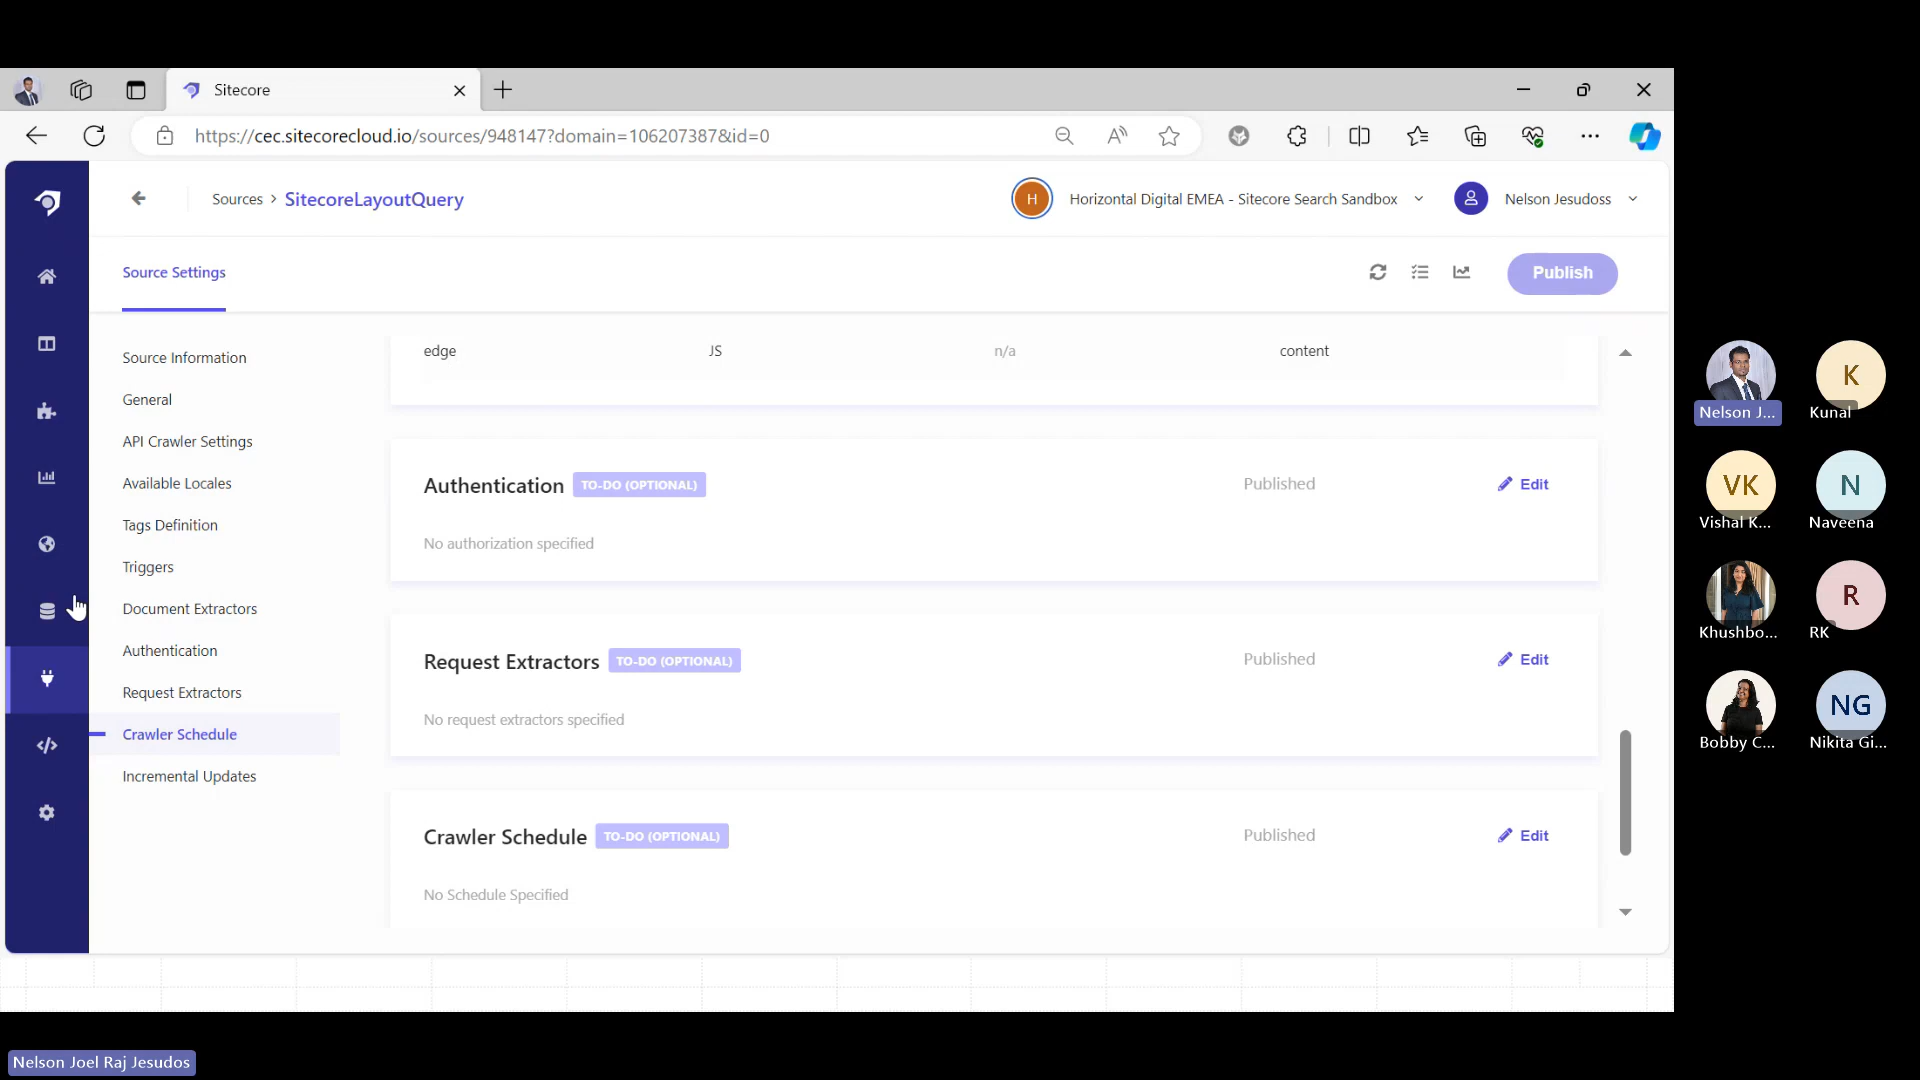 Sitecore
https://cec.sitecorecloud.io/sources/948147?domain=106207387&id=0
Sources > SitecoreLayoutQuery
H
Horizontal Digital EMEA - Sitecore Search Sandbox
Nelson Jesudoss
Source Settings
Publish
Source Information
General
API Crawler Settings
Available Locales
Tags Definition
Triggers
Document Extractors
Authentication
Request Extractors
Crawler Schedule
Incremental Updates
edge JS n/a content
Authentication TO-DO (OPTIONAL) Published Edit
No authorization specified
Request Extractors TO-DO (OPTIONAL) Published Edit
No request extractors specified
Crawler Schedule TO-DO (OPTIONAL) Published Edit
No Schedule Specified
K
Nelson J... Kunal
VK N
Vishal K... Naveena
R
Khushbo... RK
NG
Bobby C... Nikita Gi...
Nelson Joel Raj Jesudos